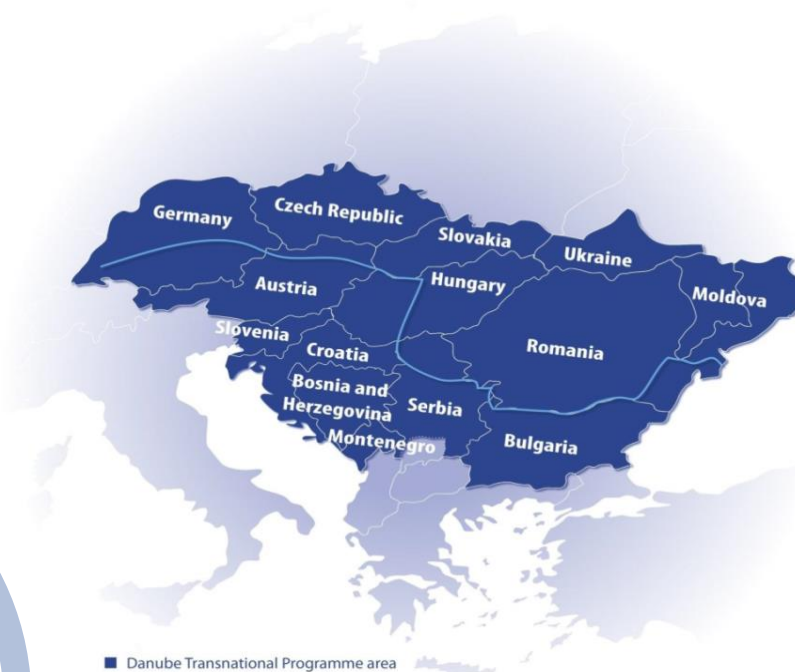 Germany
Czech Republic
Slovakia
Ukraine
Austria
Hungary
Moldova
Slovenia
Croatia
Romania
Bosnia and
Herzegovina
Serbia
Montenegro
Bulgaria
Danube Transnational Programme area